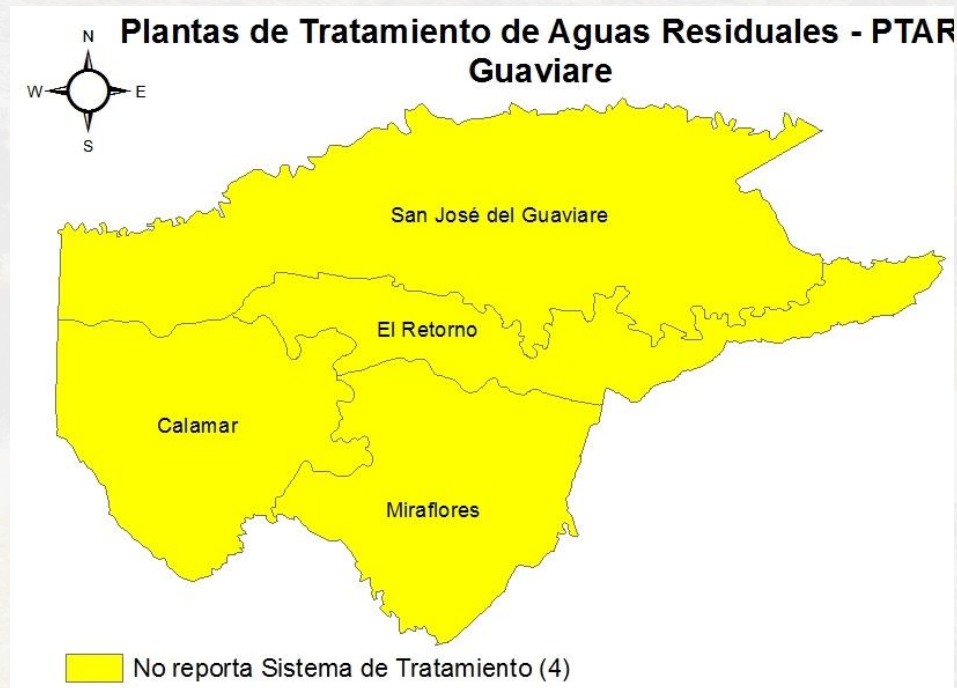 Plantas de Tratamiento de Aguas Residuales - PTAR
Guaviare
N
W
E
S
San José del Guaviare
El Retorno
Calamar
Miraflores
No reporta Sistema de Tratamiento (4)